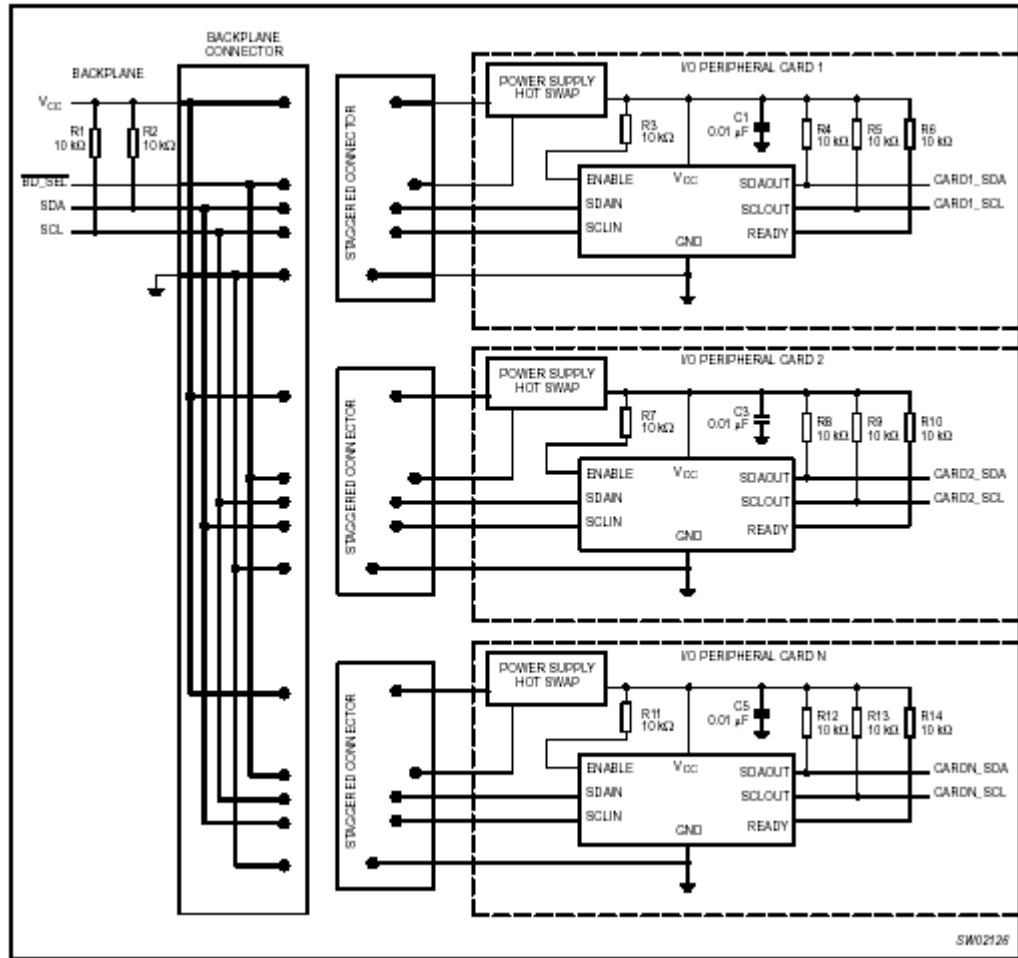 BACKPLANE
CONNECTOR
BACKPLANE
VCC
R1
10 kΩ
R2
10 kΩ
BD_SEL
SDA
SCL
STAGGERED CONNECTOR
I/O PERIPHERAL CARD 1
POWER SUPPLY
HOT SWAP
R3
10 kΩ
C1
0.01 µF
R4
10 kΩ
R5
10 kΩ
R6
10 kΩ
ENABLE
VCC
SDAOUT
CARD1_SDA
SDAIN
SCLOUT
CARD1_SCL
SCLIN
READY
GND
STAGGERED CONNECTOR
I/O PERIPHERAL CARD 2
POWER SUPPLY
HOT SWAP
R7
10 kΩ
C3
0.01 µF
R8
10 kΩ
R9
10 kΩ
R10
10 kΩ
ENABLE
VCC
SDAOUT
CARD2_SDA
SDAIN
SCLOUT
CARD2_SCL
SCLIN
READY
GND
STAGGERED CONNECTOR
I/O PERIPHERAL CARD N
POWER SUPPLY
HOT SWAP
R11
10 kΩ
C5
0.01 µF
R12
10 kΩ
R13
10 kΩ
R14
10 kΩ
ENABLE
VCC
SDAOUT
CARDN_SDA
SDAIN
SCLOUT
CARDN_SCL
SCLIN
READY
GND
SW02126